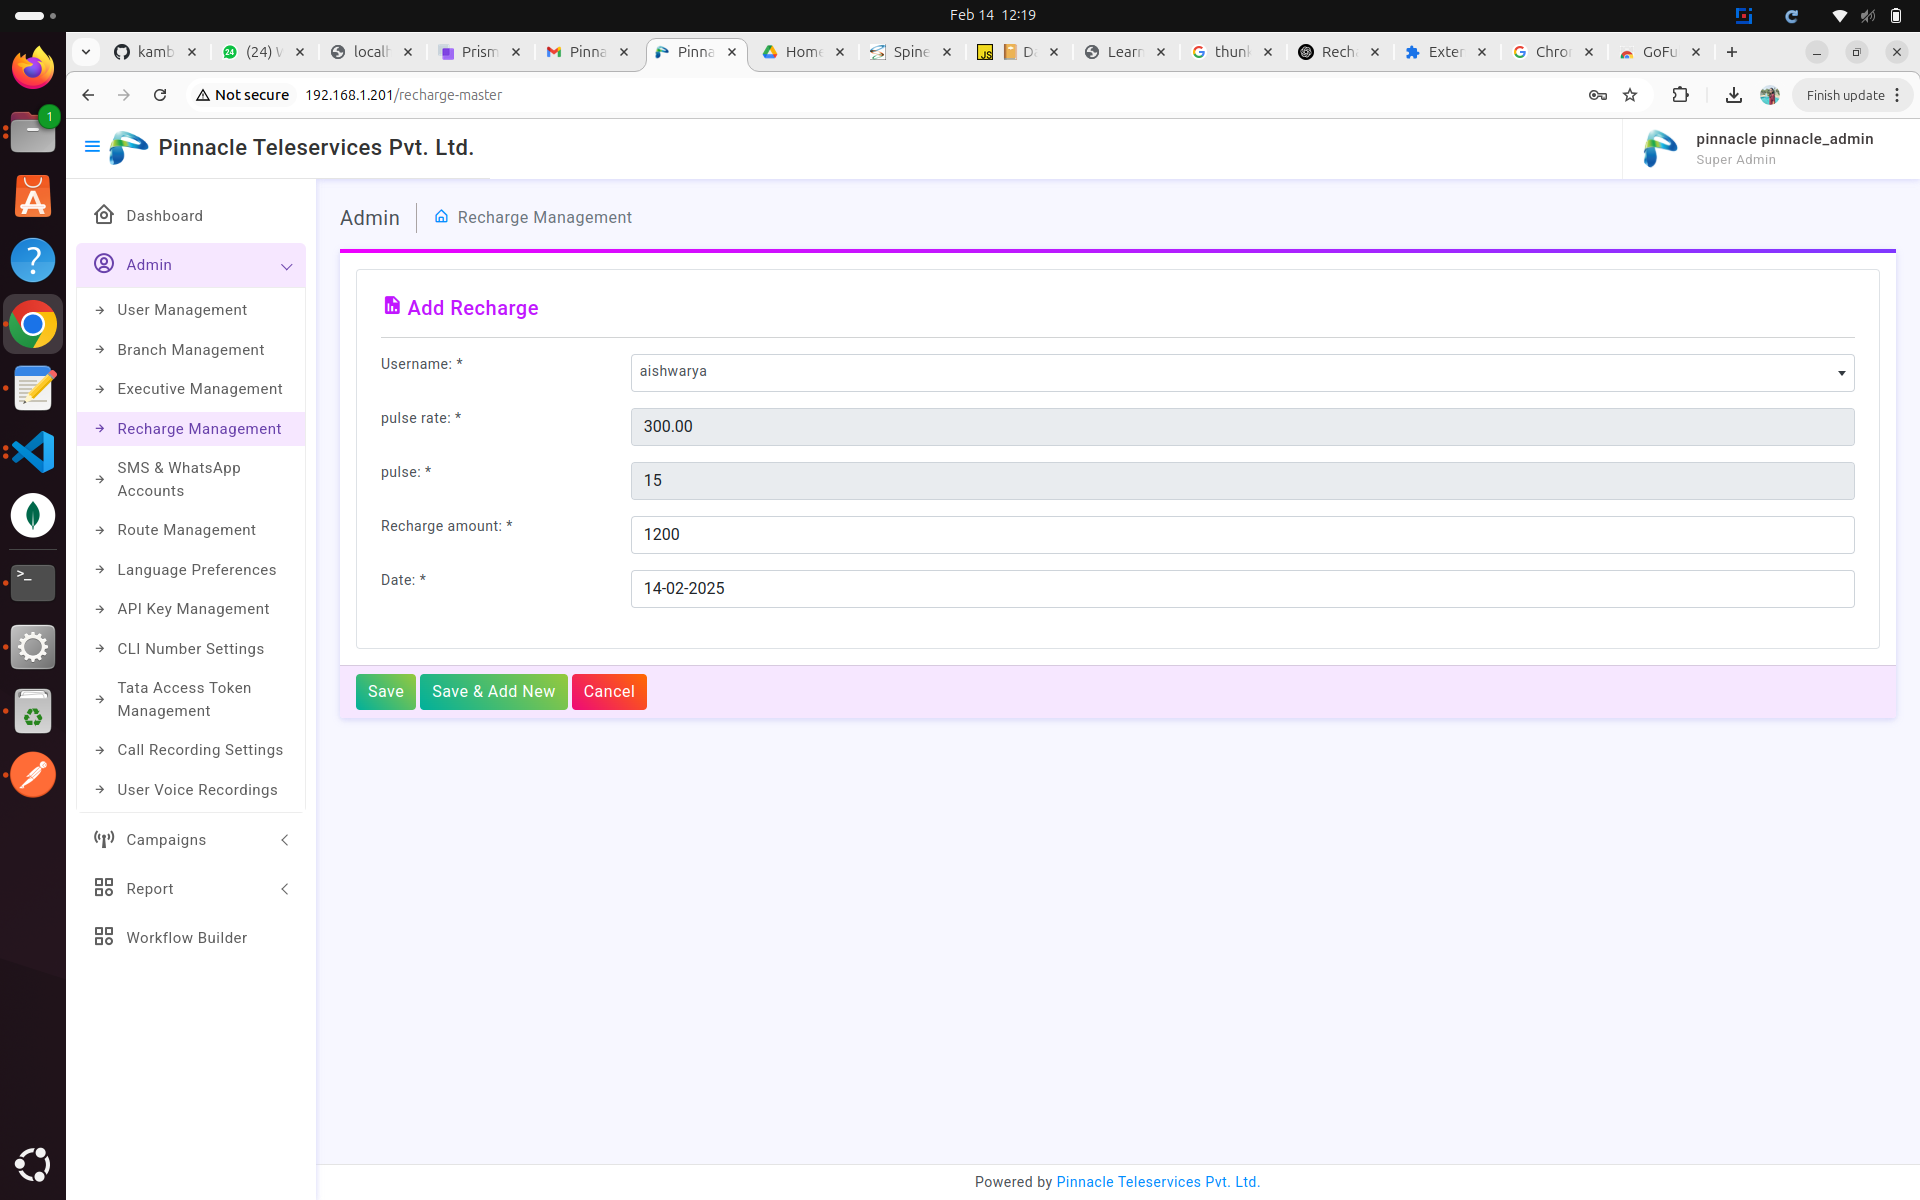 Feb 14 12:19
kamb
(24) W
localh
Prism
Pinna
Pinna
Home
Spine
Da
Learn
thunk
Rech
Exter
Chror
GoFu
Not secure 192.168.1.201/recharge-master
Finish update
Pinnacle Teleservices Pvt. Ltd.
pinnacle pinnacle_admin
Super Admin
Dashboard
Admin
User Management
Branch Management
Executive Management
Recharge Management
SMS & WhatsApp
Accounts
Route Management
Language Preferences
API Key Management
CLI Number Settings
Tata Access Token
Management
Call Recording Settings
User Voice Recordings
Campaigns
Report
Workflow Builder
Admin
Recharge Management
Add Recharge
Username: *
aishwarya
pulse rate: *
300.00
pulse: *
15
Recharge amount: *
1200
Date: *
14-02-2025
Save
Save & Add New
Cancel
Powered by Pinnacle Teleservices Pvt. Ltd.